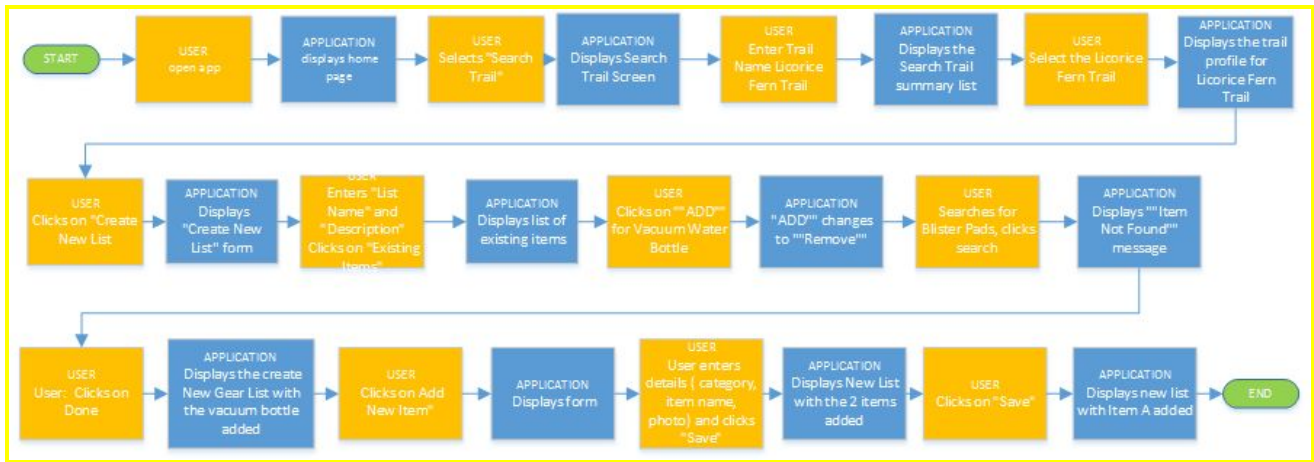 START
USER
open app
APPLICATION
displays home
page
USER
Selects "Search
Trail"
APPLICATION
Displays Search
Trail Screen
USER
Enter Trail
Name Licorice
Fern Trail
APPLICATION
Displays the
Search Trail
summary list
USER
Select the Licorice
Fern Trail
APPLICATION
Displays the trail
profile for
Licorice Fern
Trail
USER
Clicks on "Create
New List
APPLICATION
Displays
"Create New
List" form
USER
Enters "List
Name" and
"Description"
Clicks on "Existing
Items"
APPLICATION
Displays list of
existing items
USER
Clicks on ""ADD""
for Vacuum Water
Bottle
APPLICATION
"ADD"" changes
to ""Remove""
USER
Searches for
Blister Pads, clicks
search
APPLICATION
Displays ""Item
Not Found""
message
USER
User: Clicks on
Done
APPLICATION
Displays the create
New Gear List with
the vacuum bottle
added
USER
Clicks on Add
New Item"
APPLICATION
Displays form
USER
User enters
details ( category,
item name,
photo) and clicks
"Save"
APPLICATION
Displays New List
with the 2 items
added
USER
Clicks on "Save"
APPLICATION
Displays new list
with Item A added
END